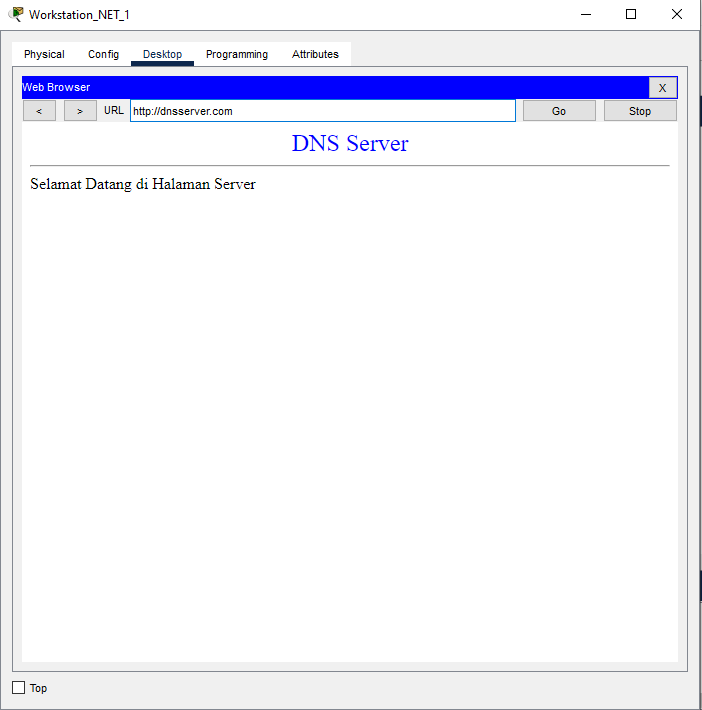 Workstation_NET_1
Physical Config Desktop Programming Attributes
Web Browser X
< > URL http://dnsserver.com Go Stop
DNS Server
Selamat Datang di Halaman Server
Top